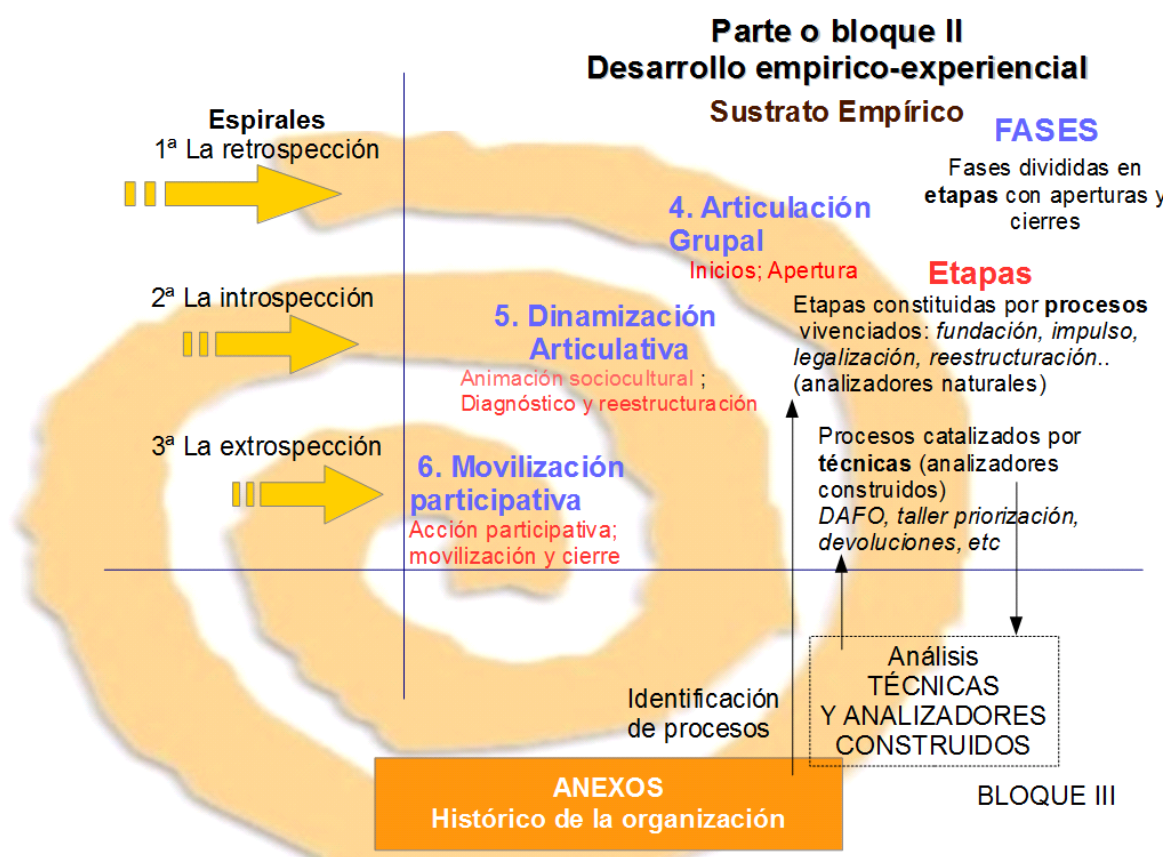 Parte o bloque II
Desarrollo empirico-experiencial
Sustrato Empírico
Espirales
1ª La retrospección
2ª La introspección
3ª La extrospección
FASES
Fases divididas en
etapas con aperturas y
cierres
4. Articulación
Grupal
Inicios; Apertura
5. Dinamización
Articulativa
Animación sociocultural ;
Diagnóstico y reestructuración
6. Movilización
participativa
Acción participativa;
movilización y cierre
Etapas
Etapas constituidas por procesos
vivenciados: fundación, impulso,
legalización, reestructuración..
(analizadores naturales)
Procesos catalizados por
técnicas (analizadores
construidos)
DAFO, taller priorización,
devoluciones, etc
Identificación
de procesos
Análisis
TÉCNICAS
Y ANALIZADORES
CONSTRUIDOS
BLOQUE III
ANEXOS
Histórico de la organización